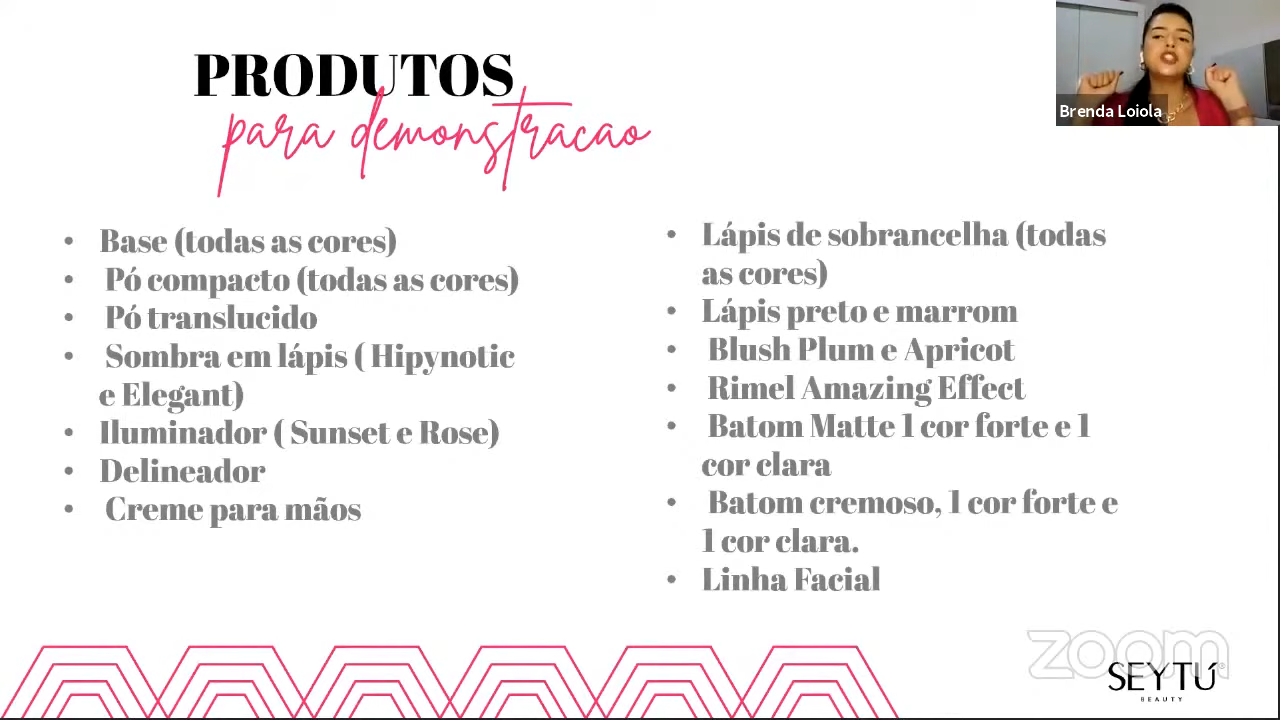 PRODUTOS
para demonstracao
Brenda Loiola
• Base (todas as cores)
• Pó compacto (todas as cores)
• Pó translucido
• Sombra em lápis ( Hipynotic
e Elegant)
• Iluminador ( Sunset e Rose)
• Delineador
• Creme para mãos
• Lápis de sobrancelha (todas
as cores)
• Lápis preto e marrom
• Blush Plum e Apricot
• Rimel Amazing Effect
• Batom Matte 1 cor forte e 1
cor clara
• Batom cremoso, 1 cor forte e
1 cor clara.
• Linha Facial
zoom
SEYTÚ
BEAUTY